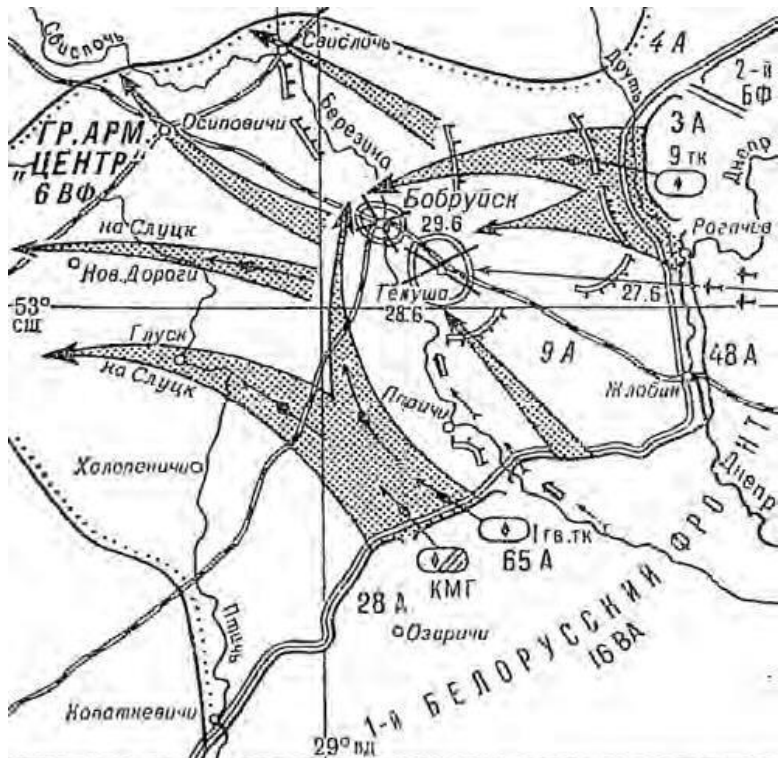 Свислочь
Свислочь
4 А
Друть
2-й
БФ
3 А
9 тк
Днепр
Березина
Осиповичи
ГР. АРМ.
„ЦЕНТР"
6 ВФ
Бобруйск
29.6
Рогачев
на Слуцк
Нов. Дороги
Текуша
28.6
27.6
53°
СШ
Глуск
на Слуцк
9 А
48 А
Жлобин
Птичи
Холопеничи
Днепр
1 гв. тк
65 А
КМГ
28 А
Озаричи
Птичь
Копаткевичи
1-й БЕЛОРУССКИЙ ФРОНТ
16 ВА
29° вд